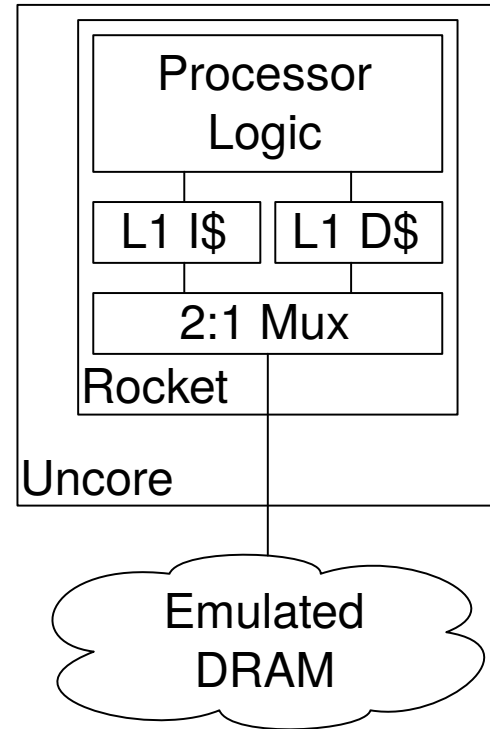 Processor
Logic
L1 I$
L1 D$
2:1 Mux
Rocket
Uncore
Emulated
DRAM